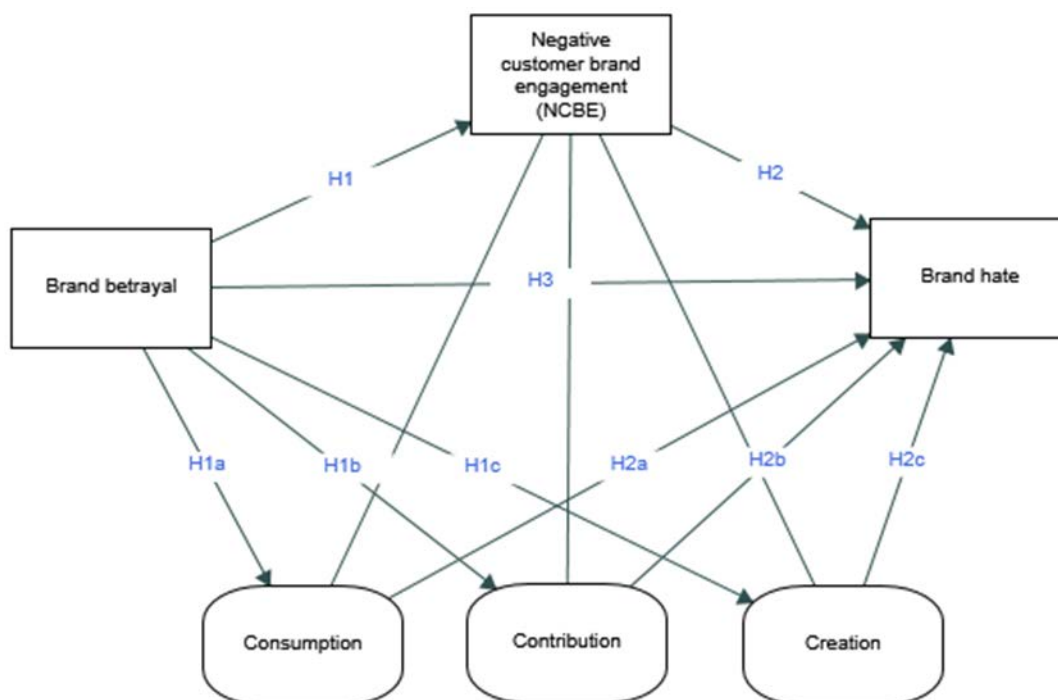 Negative
customer brand
engagement
(NCBE)
H1
H2
Brand betrayal
H3
Brand hate
H1a
H1b
H1c
H2a
H2b
H2c
Consumption
Contribution
Creation